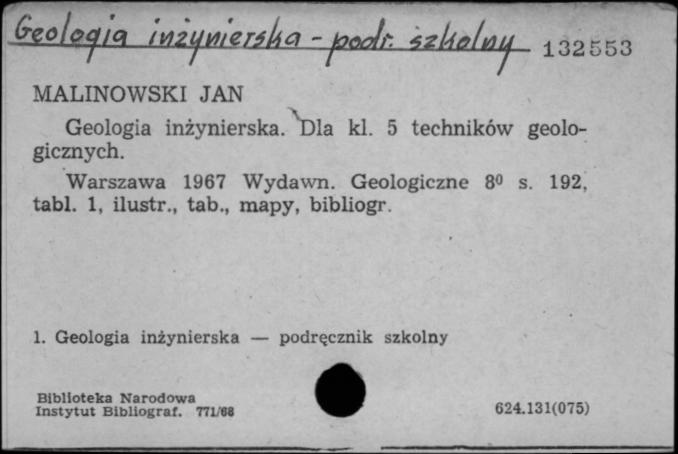 Geologia inżynierska - podr. szkolny 132553
MALINOWSKI JAN
Geologia inżynierska. Dla kl. 5 techników geolo-
gicznych.
Warszawa 1967 Wydawn. Geologiczne 8⁰ s. 192,
tabl. 1, ilustr., tab., mapy, bibliogr.
1. Geologia inżynierska — podręcznik szkolny
Biblioteka Narodowa
Instytut Bibliograf. 771/68
624.131(075)